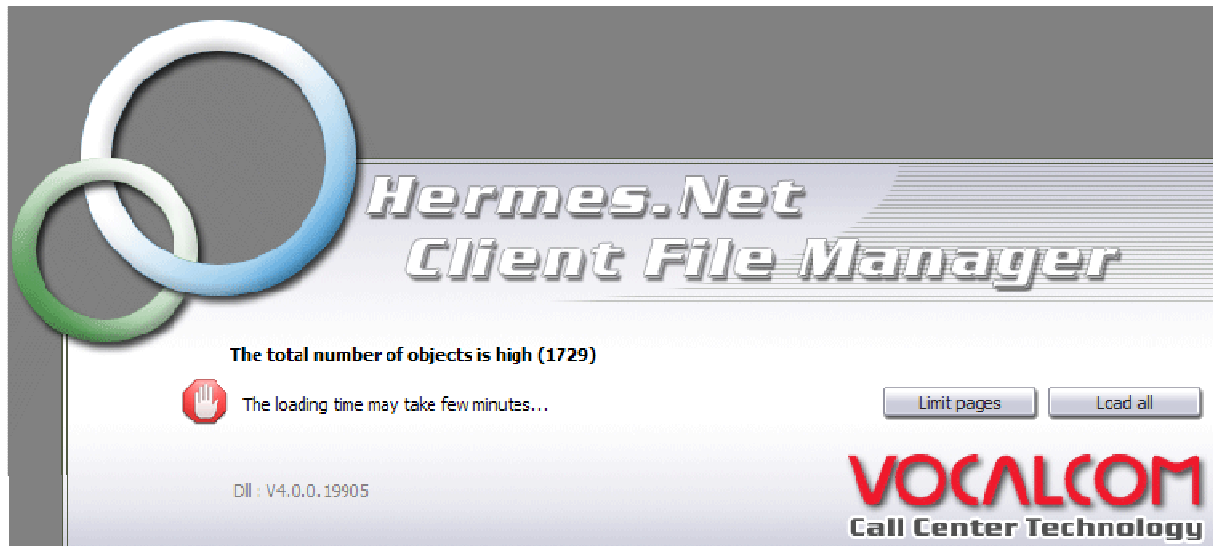 Hermes.Net
Client File Manager
The total number of objects is high (1729)
The loading time may take few minutes...
Limit pages
Load all
Dll : V4.0.0.19905
VOCALCOM
Call Center Technology